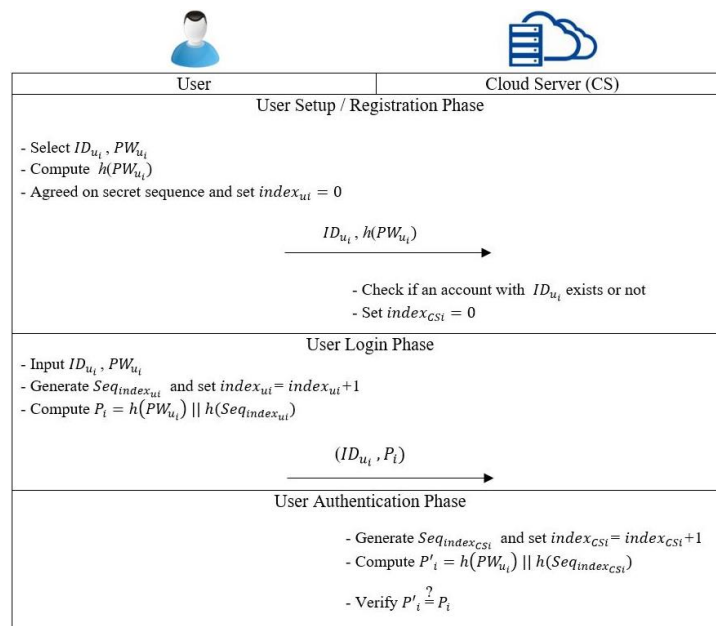 User
Cloud Server (CS)
User Setup / Registration Phase
- Select ID_{u_i} , PW_{u_i}
- Compute h(PW_{u_i})
- Agreed on secret sequence and set index_{ui} = 0
ID_{u_i} , h(PW_{u_i})
- Check if an account with ID_{u_i} exists or not
- Set index_{CSi} = 0
User Login Phase
- Input ID_{u_i} , PW_{u_i}
- Generate Seq_{index_{ui}} and set index_{ui} = index_{ui}+1
- Compute P_i = h(PW_{u_i}) || h(Seq_{index_{ui}})
(ID_{u_i} , P_i)
User Authentication Phase
- Generate Seq_{index_{CSi}} and set index_{CSi} = index_{CSi}+1
- Compute P'_i = h(PW_{u_i}) || h(Seq_{index_{CSi}})
- Verify P'_i ≟ P_i